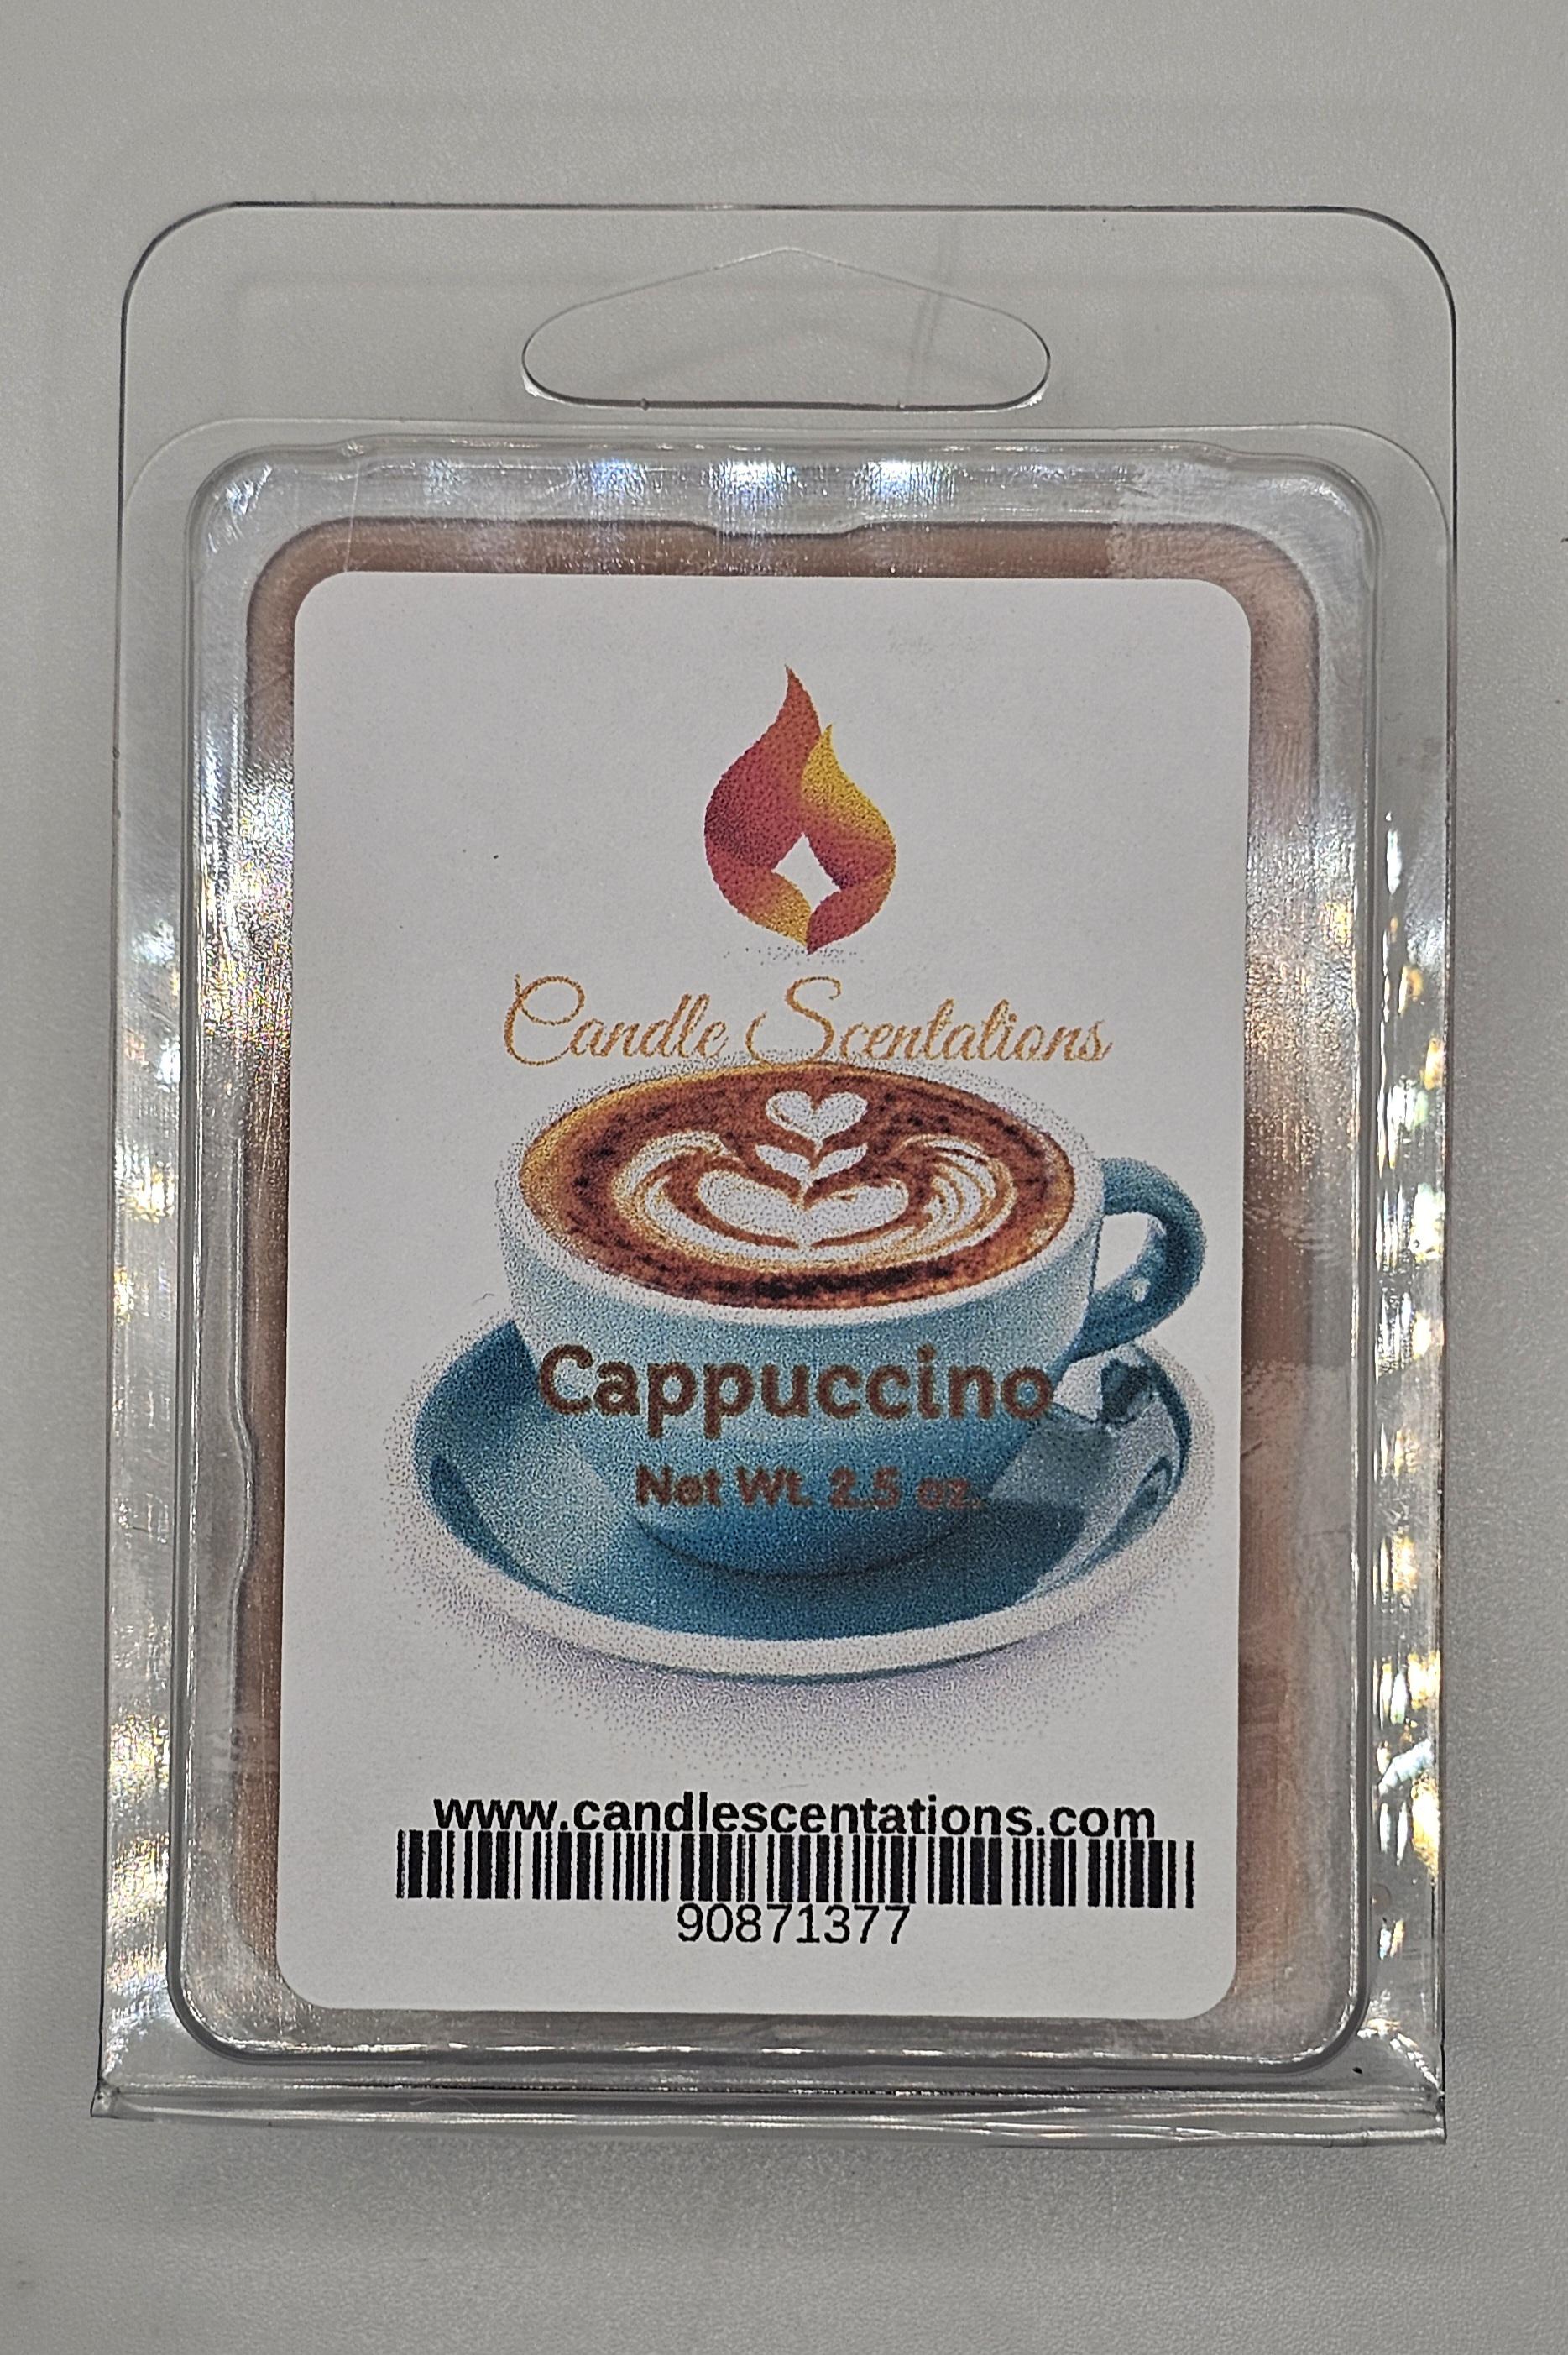 Candle Scentations
Cappuccino
Net Wt. 2.5 oz.
www.candlescentations.com
90871377